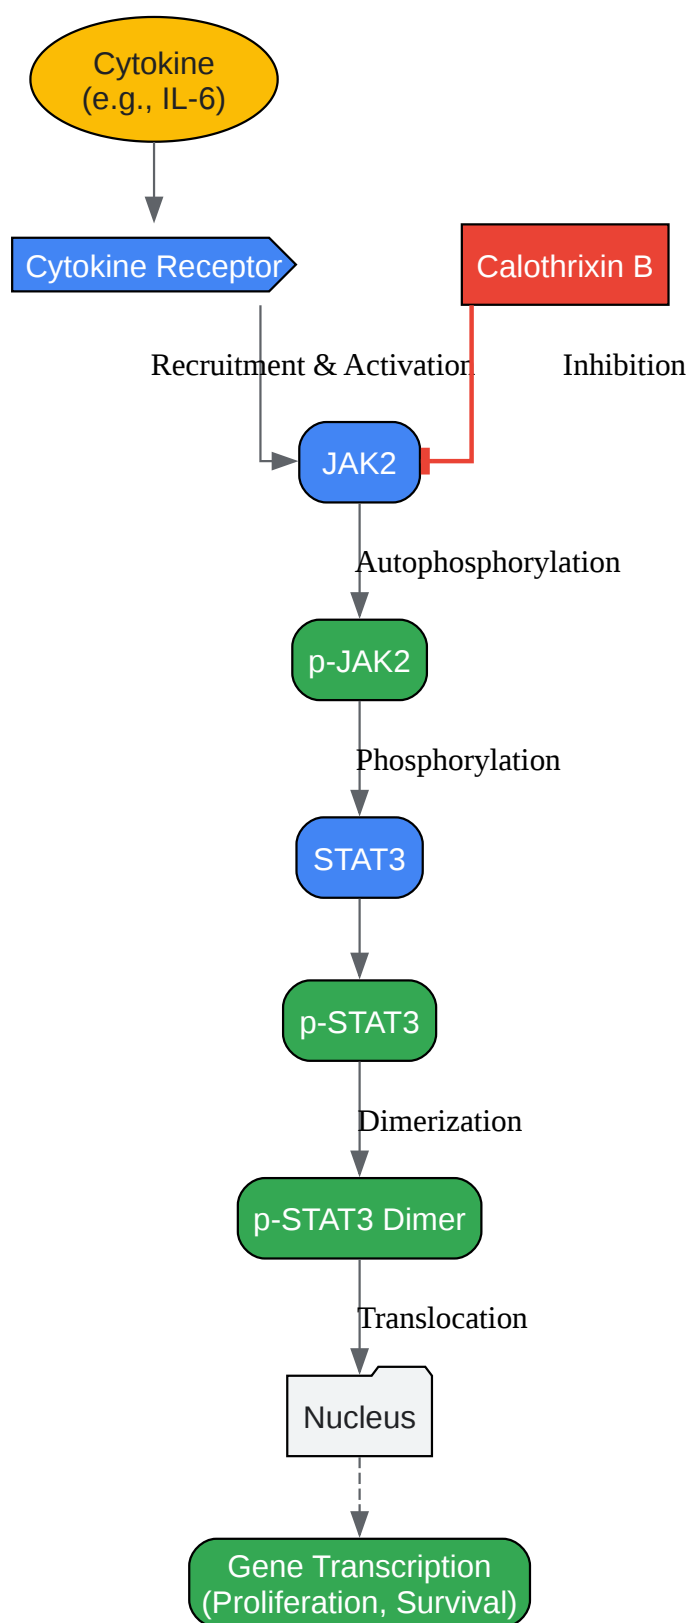 Cytokine
(e.g., IL-6)
Cytokine Receptor
Calothrixin B
Recruitment & Activation
Inhibition
JAK2
Autophosphorylation
p-JAK2
Phosphorylation
STAT3
p-STAT3
Dimerization
p-STAT3 Dimer
Translocation
Nucleus
Gene Transcription
(Proliferation, Survival)